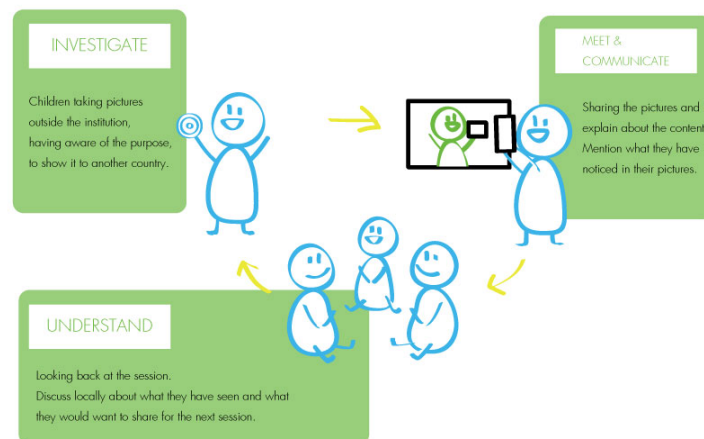 INVESTIGATE
Children taking pictures
outside the institution,
having aware of the purpose,
to show it to another country.
MEET &
COMMUNICATE
Sharing the pictures and
explain about the content
Mention what they have
noticed in their pictures.
UNDERSTAND
Looking back at the session.
Discuss locally about what they have seen and what
they would want to share for the next session.